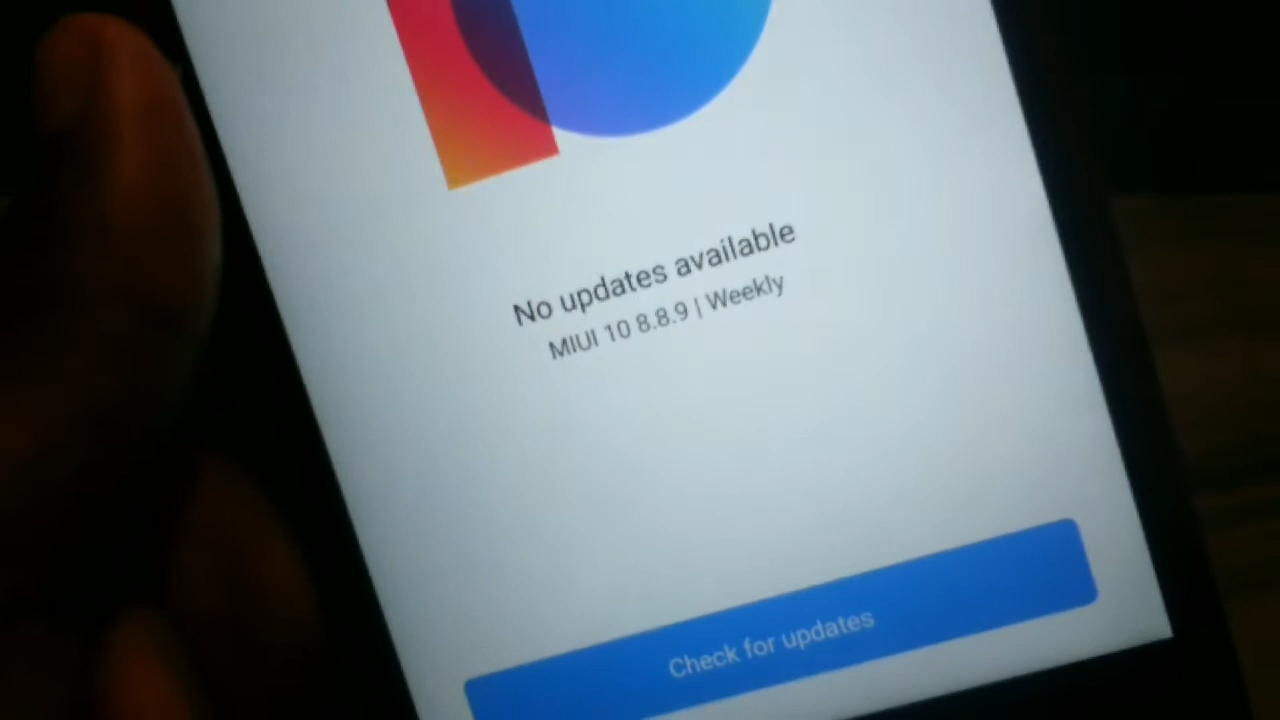 No updates available
MIUI 10 8.8.9 | Weekly
Check for updates